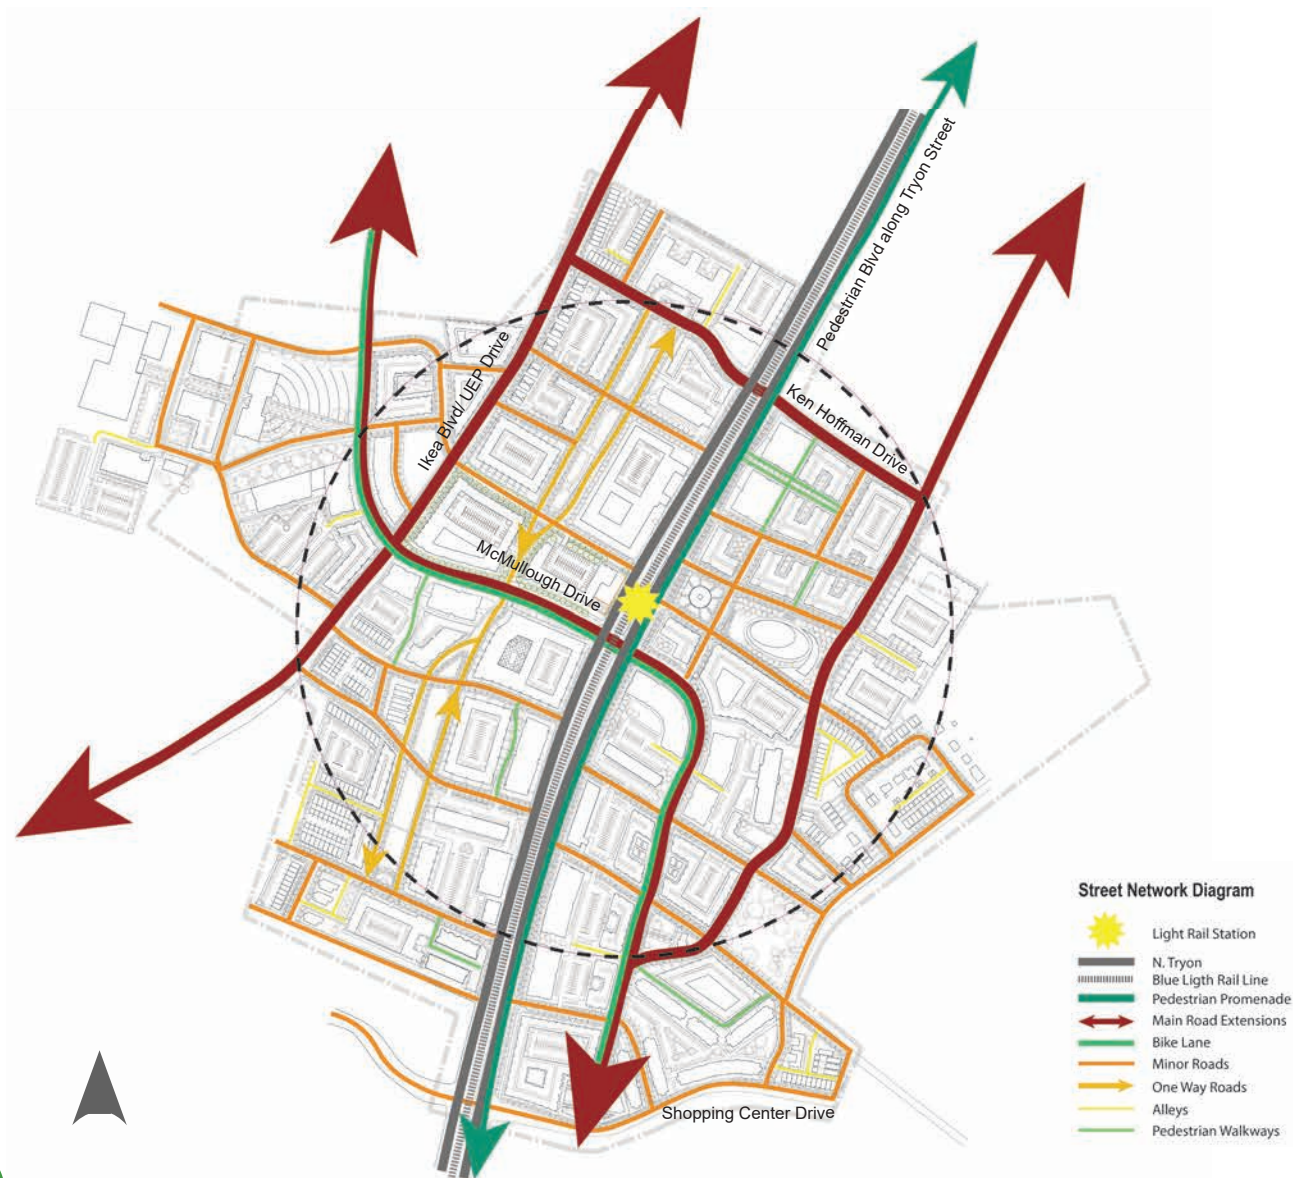 Pedestrian Blvd along Tryon Street
Ikea Blvd/ UEP Drive
Ken Hoffman Drive
McMullough Drive
Shopping Center Drive
Street Network Diagram
Light Rail Station
N. Tryon
Blue Ligth Rail Line
Pedestrian Promenade
Main Road Extensions
Bike Lane
Minor Roads
One Way Roads
Alleys
Pedestrian Walkways